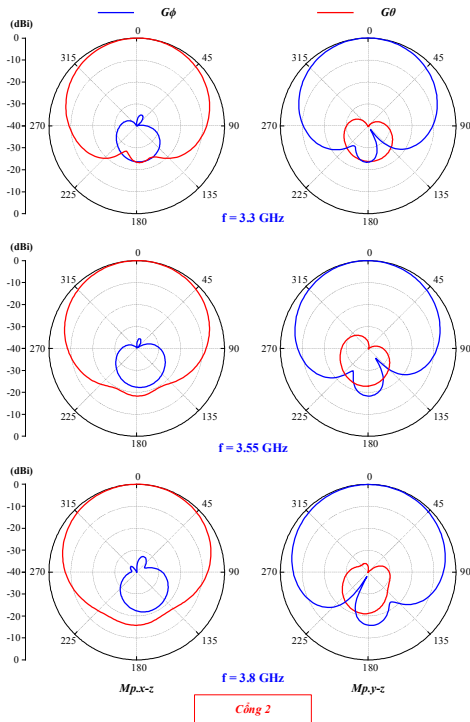 Gϕ Gθ
(dBi) 0 0
0
-10
-20
-30
-40
-30
-20
-10
0
315 45 315 45
270 90 270 90
225 135 225 135
180 180
f = 3.3 GHz
(dBi) 0 0
0
-10
-20
-30
-40
-30
-20
-10
0
315 45 315 45
270 90 270 90
225 135 225 135
180 180
f = 3.55 GHz
(dBi) 0 0
0
-10
-20
-30
-40
-30
-20
-10
0
315 45 315 45
270 90 270 90
225 135 225 135
180 180
f = 3.8 GHz
Mp.x-z Mp.y-z
Cổng 2